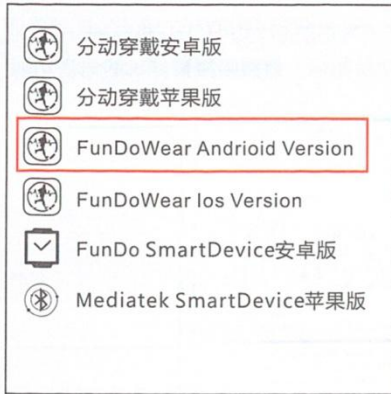 分动穿戴安卓版
分动穿戴苹果版
FunDoWear Andrioid Version
FunDoWear Ios Version
FunDo SmartDevice安卓版
Mediatek SmartDevice苹果版